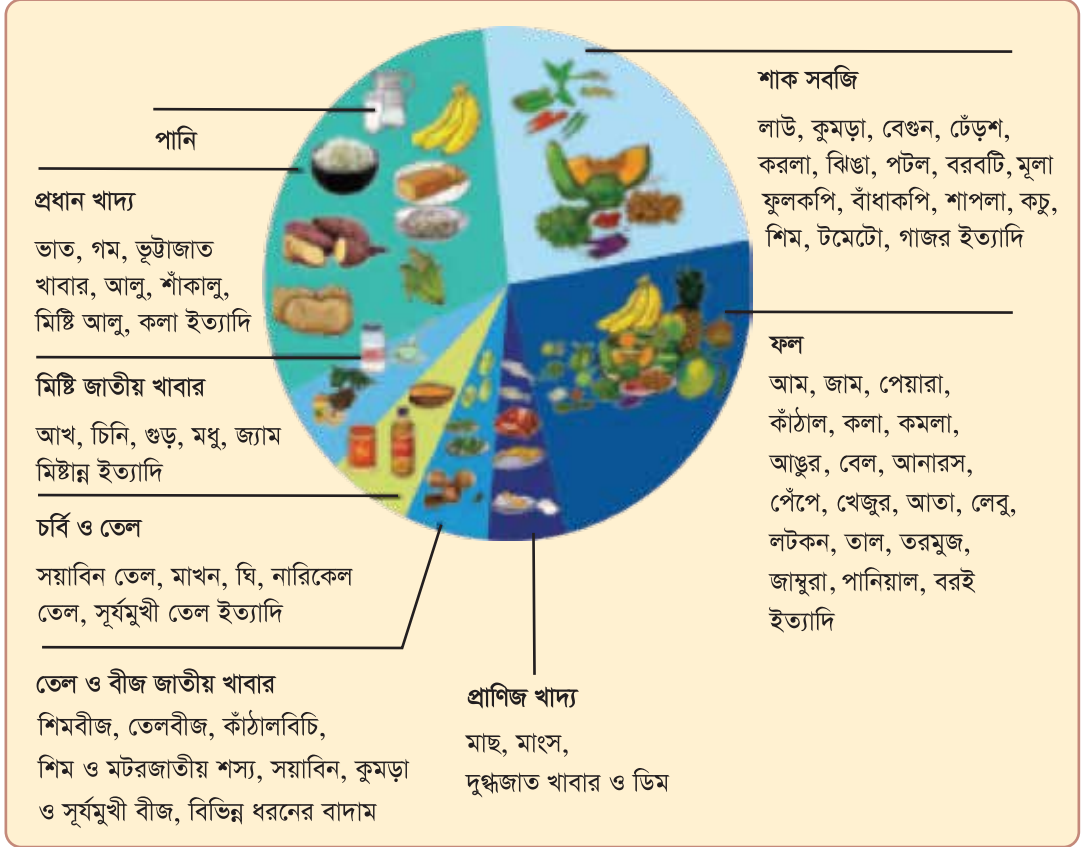 পানি
প্রধান খাদ্য
ভাত, গম, ভূট্টাজাত
খাবার, আলু, শাঁকালু,
মিষ্টি আলু, কলা ইত্যাদি
মিষ্টি জাতীয় খাবার
আখ, চিনি, গুড়, মধু, জ্যাম
মিষ্টান্ন ইত্যাদি
চর্বি ও তেল
সয়াবিন তেল, মাখন, ঘি, নারিকেল
তেল, সূর্যমুখী তেল ইত্যাদি
তেল ও বীজ জাতীয় খাবার
শিমবীজ, তেলবীজ, কাঁঠালবিচি,
শিম ও মটরজাতীয় শস্য, সয়াবিন, কুমড়া
ও সূর্যমুখী বীজ, বিভিন্ন ধরনের বাদাম
প্রাণিজ খাদ্য
মাছ, মাংস,
দুগ্ধজাত খাবার ও ডিম
শাক সবজি
লাউ, কুমড়া, বেগুন, ঢেঁড়শ,
করলা, ঝিঙা, পটল, বরবটি, মূলা
ফুলকপি, বাঁধাকপি, শাপলা, কচু,
শিম, টমেটো, গাজর ইত্যাদি
ফল
আম, জাম, পেয়ারা,
কাঁঠাল, কলা, কমলা,
আঙুর, বেল, আনারস,
পেঁপে, খেজুর, আতা, লেবু,
লটকন, তাল, তরমুজ,
জাম্বুরা, পানিয়াল, বরই
ইত্যাদি